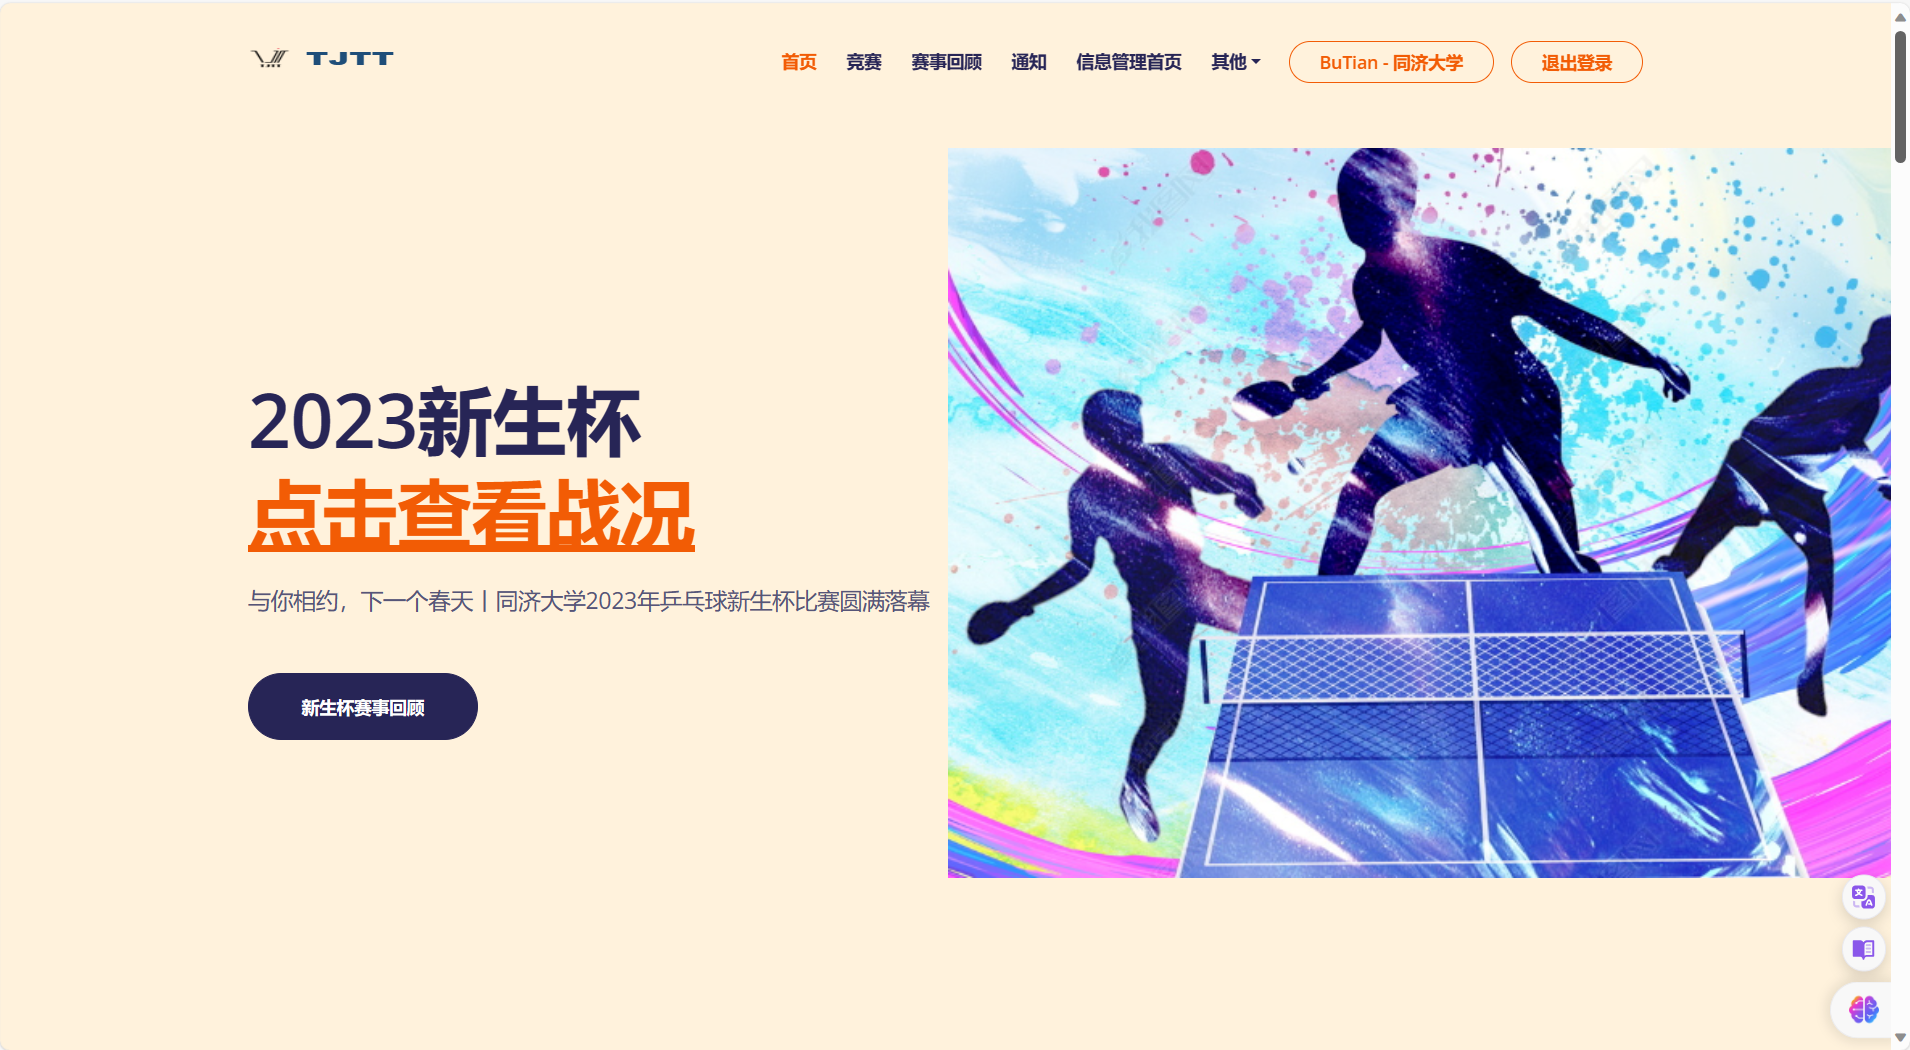 TJTT
首页 竞赛 赛事回顾 通知 信息管理首页 其他 BuTian - 同济大学 退出登录
2023新生杯
点击查看战况
与你相约，下一个春天丨同济大学2023年乒乓球新生杯比赛圆满落幕
新生杯赛事回顾